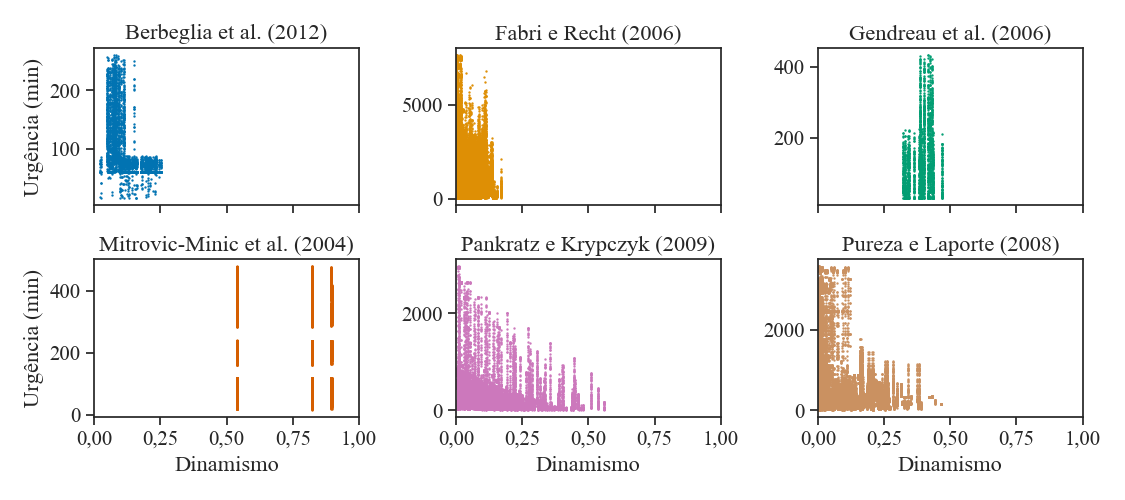 Berbeglia et al. (2012)
Fabri e Recht (2006)
Gendreau et al. (2006)
Urgência (min)
200
100
5000
0
400
200
Mitrovic-Minic et al. (2004)
Pankratz e Krypczyk (2009)
Pureza e Laporte (2008)
Urgência (min)
400
200
0
2000
0
2000
0
0,00 0,25 0,50 0,75 1,00
0,00 0,25 0,50 0,75 1,00
0,00 0,25 0,50 0,75 1,00
Dinamismo
Dinamismo
Dinamismo